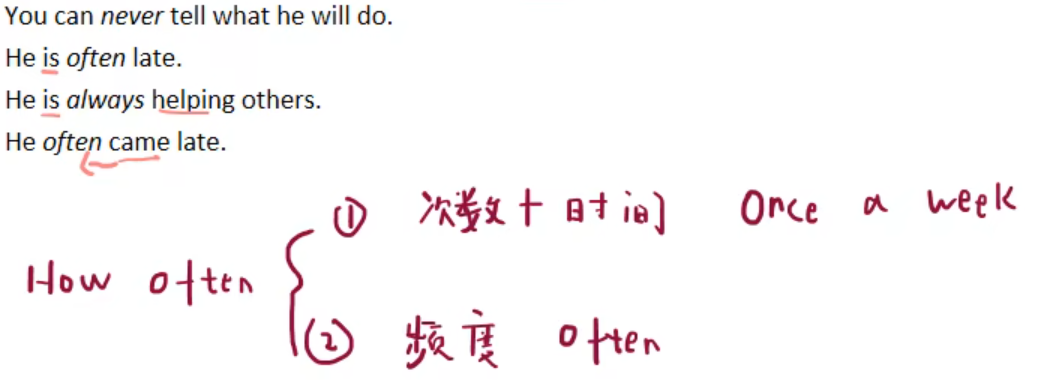 You can never tell what he will do.
He is often late.
He is always helping others.
He often came late.
① 次数+时间 Once a week
How often
② 频度 often